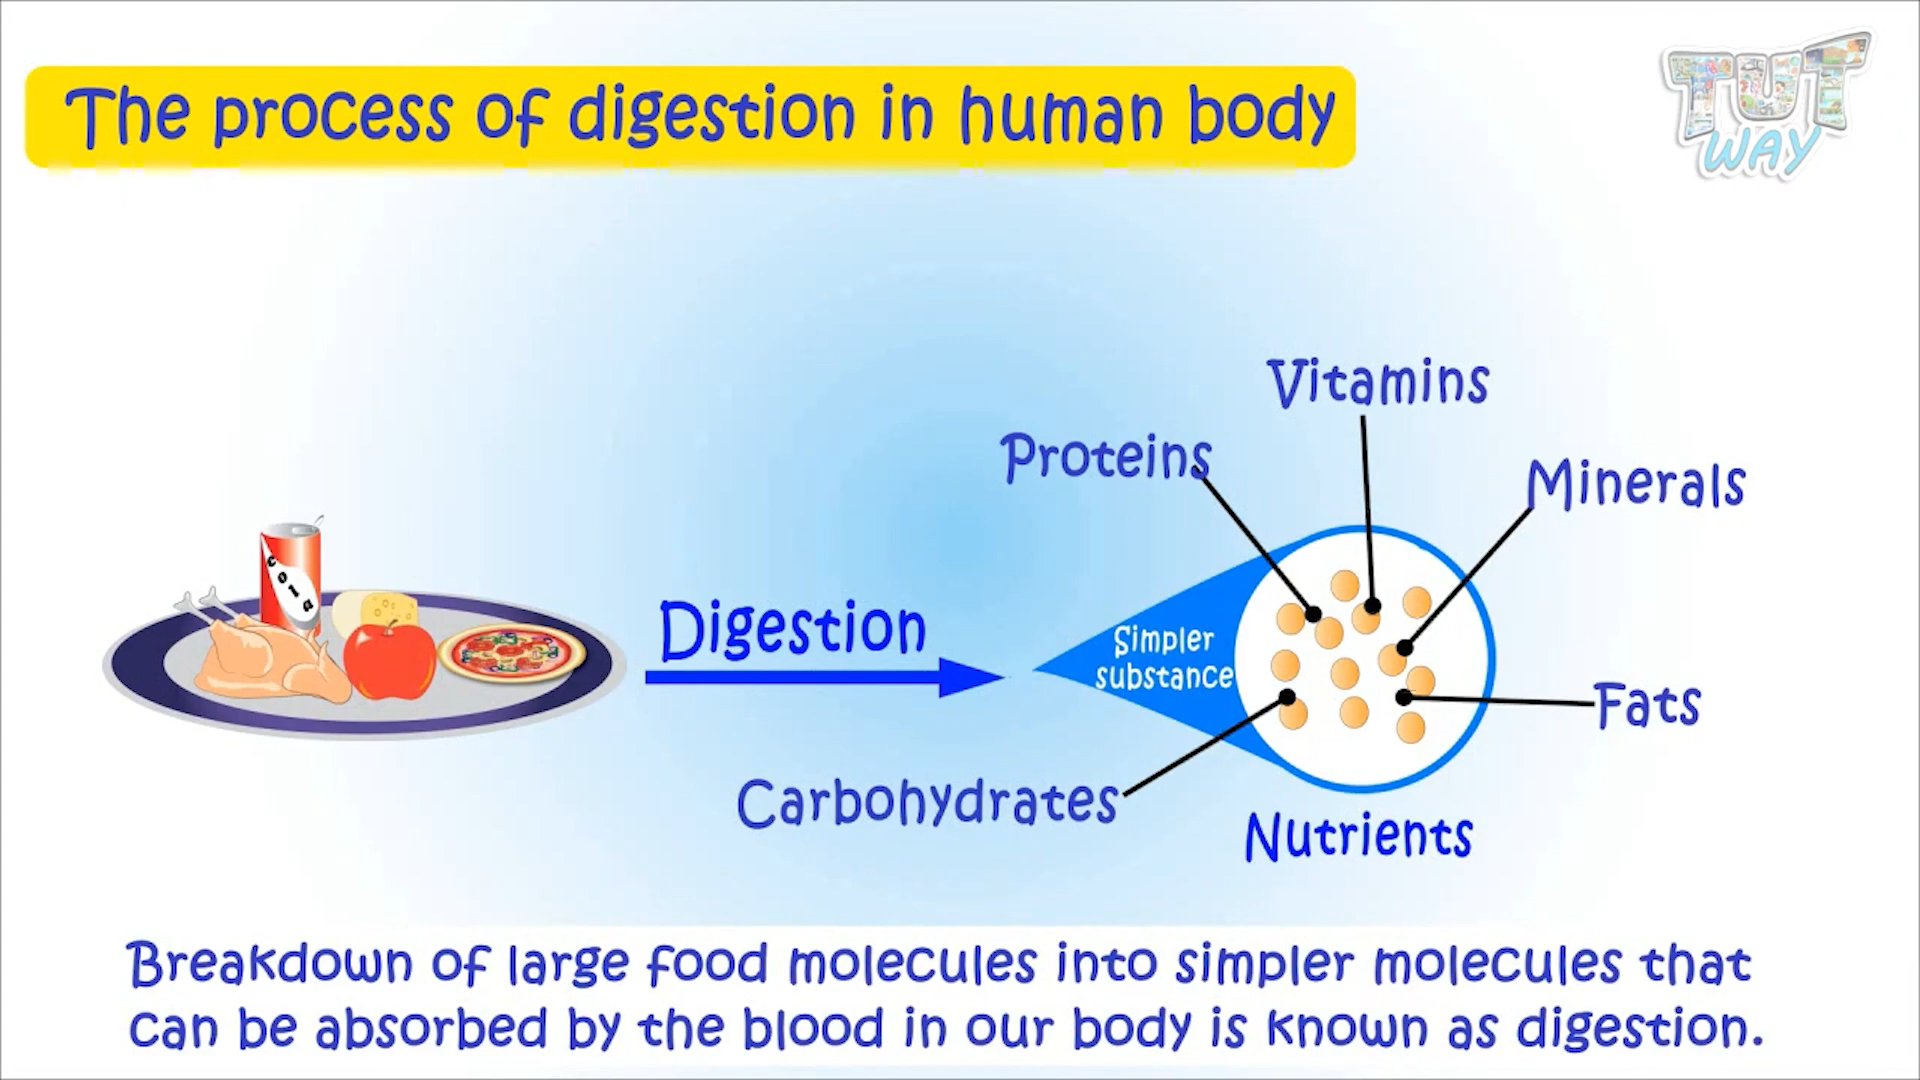 The process of digestion in human body
TUT
WAY
Vitamins
Proteins
Minerals
cola
Digestion
Simpler
substance
Fats
Carbohydrates
Nutrients
Breakdown of large food molecules into simpler molecules that
can be absorbed by the blood in our body is known as digestion.